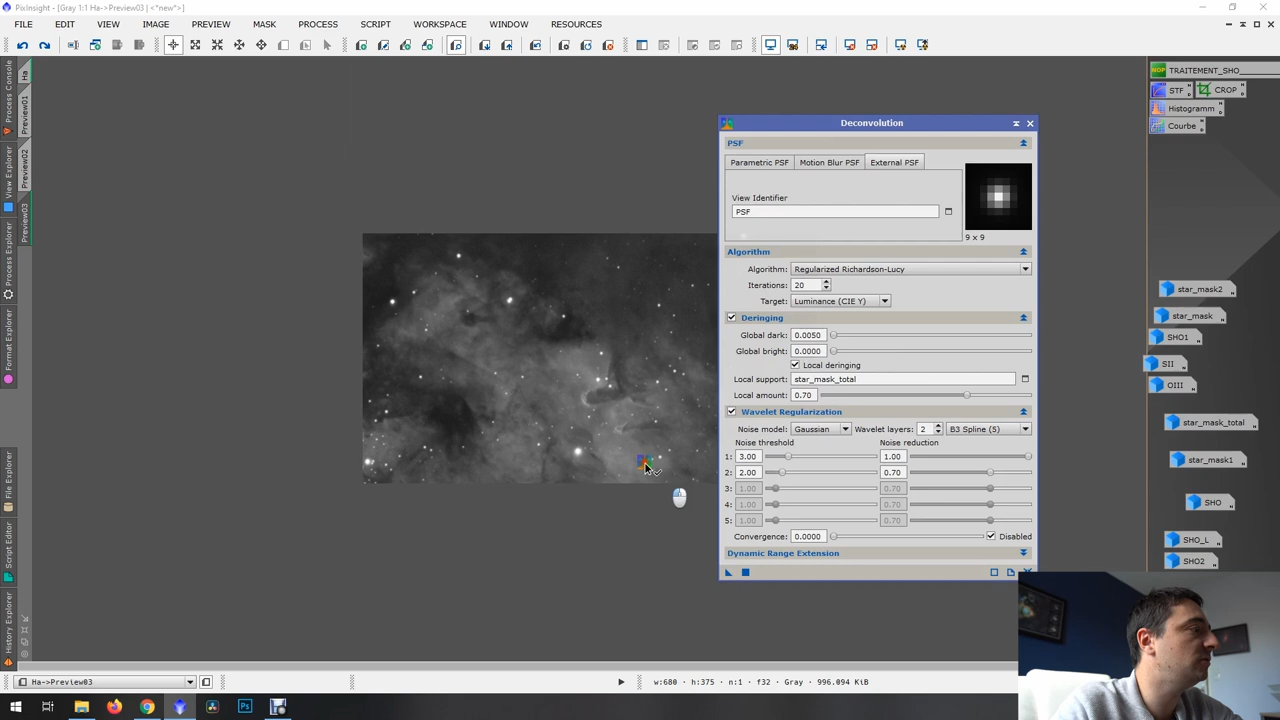 PixInsight - [Gray 1:1 Ha->Preview03 | <*new*>]
FILE EDIT VIEW IMAGE PREVIEW MASK PROCESS SCRIPT WORKSPACE WINDOW RESOURCES
Process Console
View Explorer
Process Explorer
Format Explorer
File Explorer
Script Editor
History Explorer
Ha
Preview01
Preview02
Preview03
Deconvolution
PSF
Parametric PSF Motion Blur PSF External PSF
View Identifier
PSF
9 x 9
Algorithm
Algorithm: Regularized Richardson-Lucy
Iterations: 20
Target: Luminance (CIE Y)
Deringing
Global dark: 0.0050
Global bright: 0.0000
Local deringing
Local support: star_mask_total
Local amount: 0.70
Wavelet Regularization
Noise model: Gaussian Wavelet layers: 2 B3 Spline (5)
Noise threshold Noise reduction
1: 3.00 1.00
2: 2.00 0.70
3: 1.00 0.70
4: 1.00 0.70
5: 1.00 0.70
Convergence: 0.0000 Disabled
Dynamic Range Extension
TRAITEMENT_SHO____
STF CROP
Histogramm
Courbe
star_mask2
star_mask
SHO1
SII
OIII
star_mask_total
star_mask1
SHO
SHO_L
SHO2
Ha->Preview03
w:680 · h:375 · n:1 · f32 · Gray · 996.094 KiB